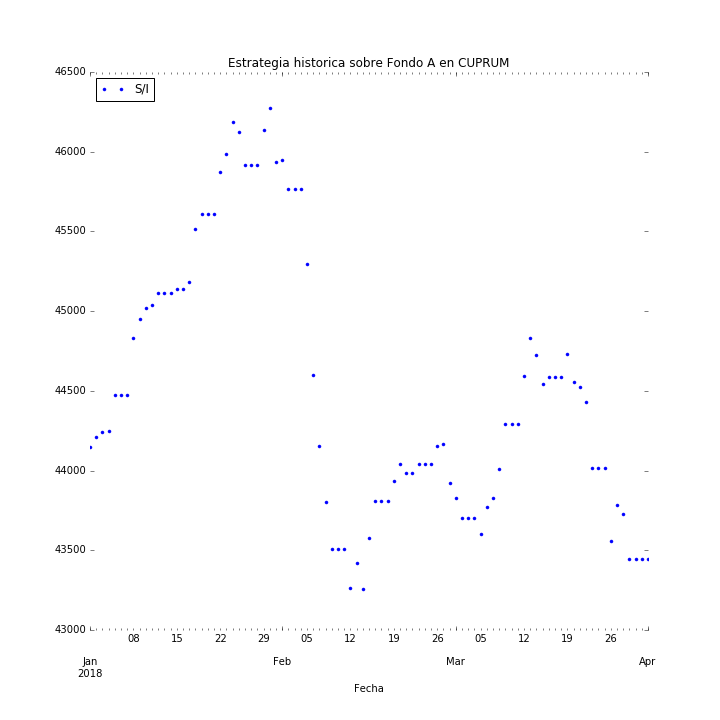 Estrategia historica sobre Fondo A en CUPRUM
46500
S/I
46000
45500
45000
44500
44000
43500
43000
08 15 22 29 05 12 19 26 05 12 19 26
Jan Feb Mar Apr
2018
Fecha